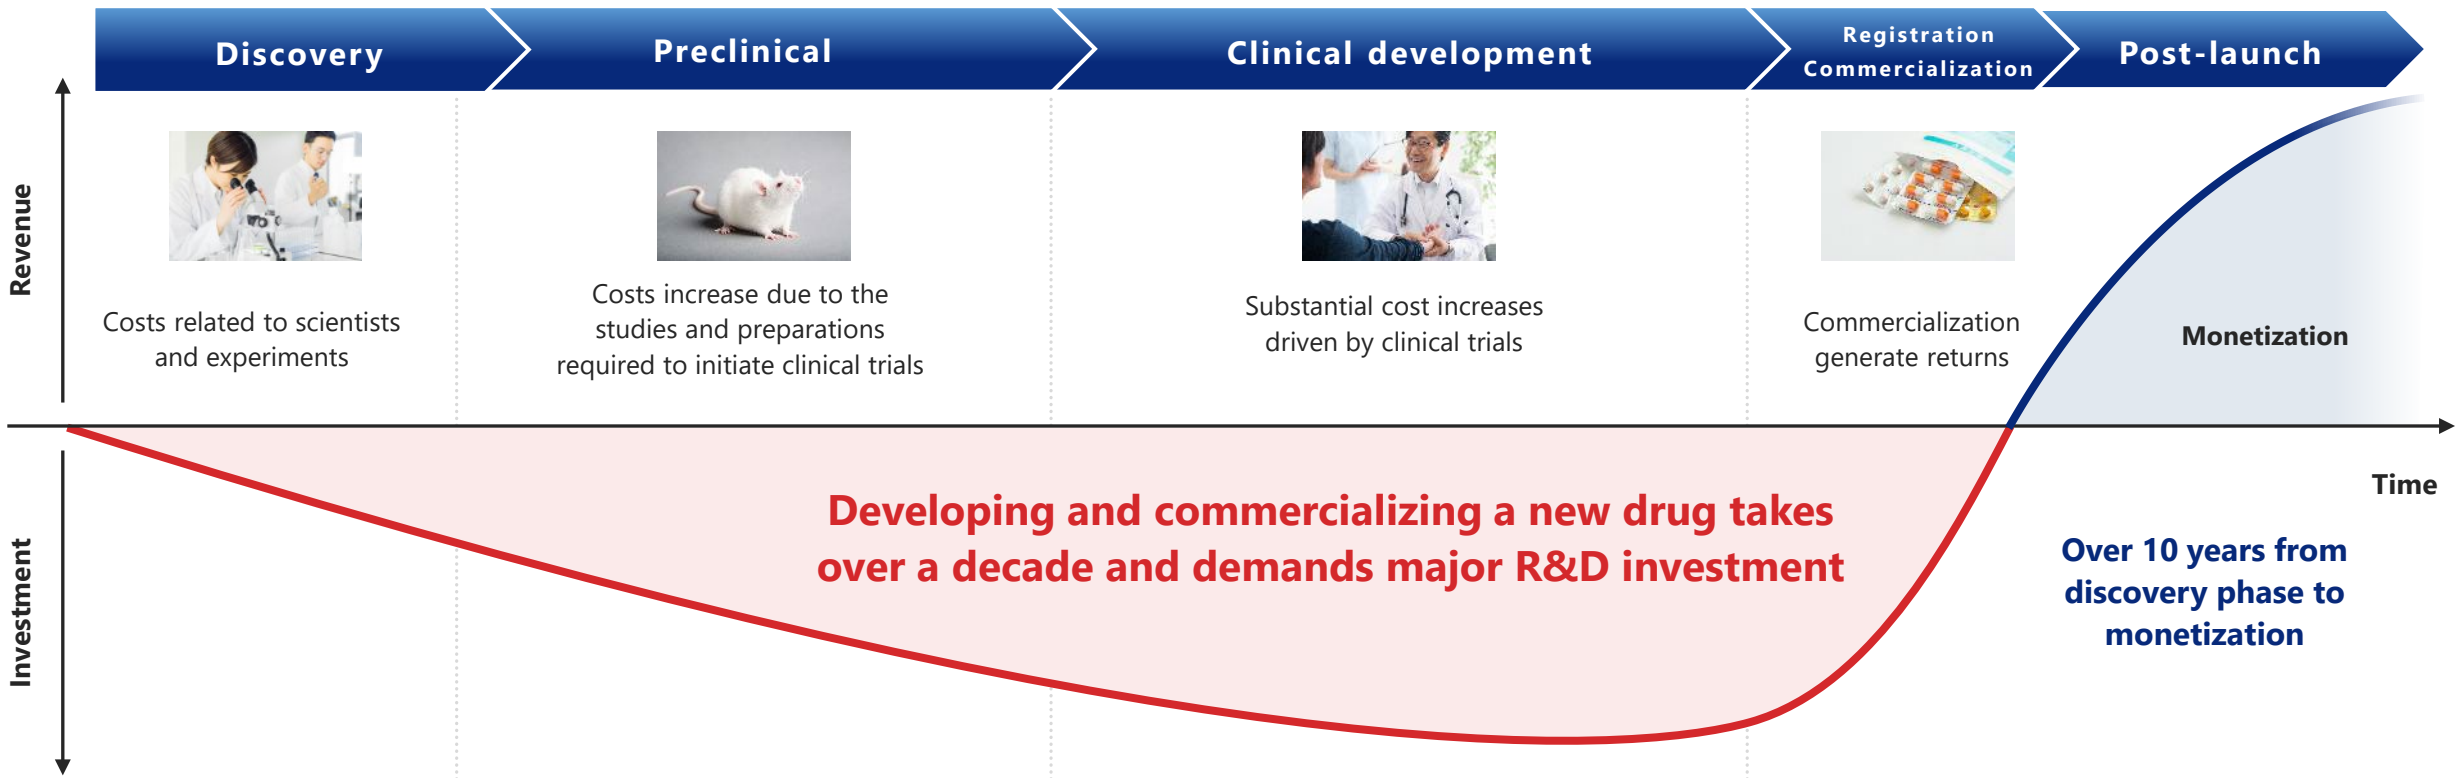 Discovery
Preclinical
Clinical development
Registration
Commercialization
Post-launch
Revenue
Costs related to scientists
and experiments
Costs increase due to the
studies and preparations
required to initiate clinical trials
Substantial cost increases
driven by clinical trials
Commercialization
generate returns
Monetization
Time
Investment
Developing and commercializing a new drug takes
over a decade and demands major R&D investment
Over 10 years from
discovery phase to
monetization